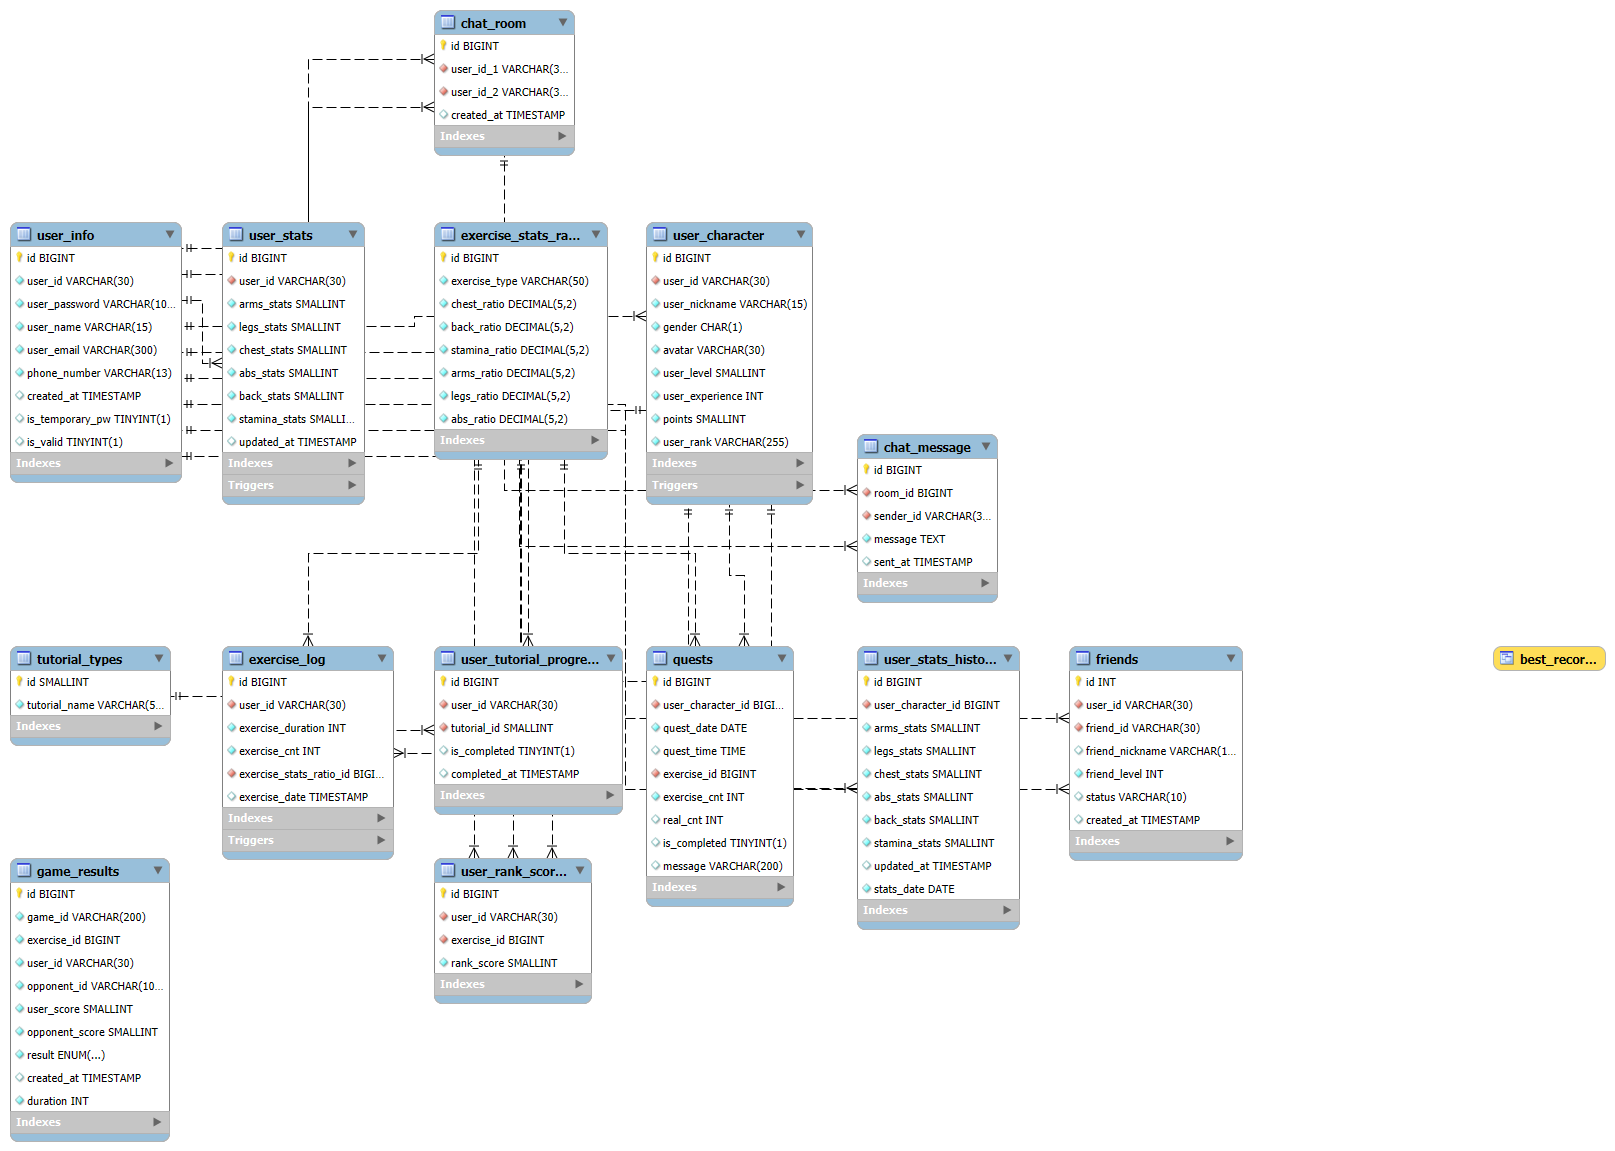 chat_room
id BIGINT
user_id_1 VARCHAR(3...
user_id_2 VARCHAR(3...
created_at TIMESTAMP
Indexes
user_info
id BIGINT
user_id VARCHAR(30)
user_password VARCHAR(10...
user_name VARCHAR(15)
user_email VARCHAR(300)
phone_number VARCHAR(13)
created_at TIMESTAMP
is_temporary_pw TINYINT(1)
is_valid TINYINT(1)
Indexes
user_stats
id BIGINT
user_id VARCHAR(30)
arms_stats SMALLINT
legs_stats SMALLINT
chest_stats SMALLINT
abs_stats SMALLINT
back_stats SMALLINT
stamina_stats SMALLI...
updated_at TIMESTAMP
Indexes
Triggers
exercise_stats_ra...
id BIGINT
exercise_type VARCHAR(50)
chest_ratio DECIMAL(5,2)
back_ratio DECIMAL(5,2)
stamina_ratio DECIMAL(5,2)
arms_ratio DECIMAL(5,2)
legs_ratio DECIMAL(5,2)
abs_ratio DECIMAL(5,2)
Indexes
user_character
id BIGINT
user_id VARCHAR(30)
user_nickname VARCHAR(15)
gender CHAR(1)
avatar VARCHAR(30)
user_level SMALLINT
user_experience INT
points SMALLINT
user_rank VARCHAR(255)
Indexes
Triggers
chat_message
id BIGINT
room_id BIGINT
sender_id VARCHAR(3...
message TEXT
sent_at TIMESTAMP
Indexes
tutorial_types
id SMALLINT
tutorial_name VARCHAR(5...
Indexes
exercise_log
id BIGINT
user_id VARCHAR(30)
exercise_duration INT
exercise_cnt INT
exercise_stats_ratio_id BIGI...
exercise_date TIMESTAMP
Indexes
Triggers
user_tutorial_progre...
id BIGINT
user_id VARCHAR(30)
tutorial_id SMALLINT
is_completed TINYINT(1)
completed_at TIMESTAMP
Indexes
quests
id BIGINT
user_character_id BIGI...
quest_date DATE
quest_time TIME
exercise_id BIGINT
exercise_cnt INT
real_cnt INT
is_completed TINYINT(1)
message VARCHAR(200)
Indexes
user_stats_histo...
id BIGINT
user_character_id BIGINT
arms_stats SMALLINT
legs_stats SMALLINT
chest_stats SMALLINT
abs_stats SMALLINT
back_stats SMALLINT
stamina_stats SMALLINT
updated_at TIMESTAMP
stats_date DATE
Indexes
friends
id INT
user_id VARCHAR(30)
friend_id VARCHAR(30)
friend_nickname VARCHAR(1...
friend_level INT
status VARCHAR(10)
created_at TIMESTAMP
Indexes
best_recor...
game_results
id BIGINT
game_id VARCHAR(200)
exercise_id BIGINT
user_id VARCHAR(30)
opponent_id VARCHAR(10...
user_score SMALLINT
opponent_score SMALLINT
result ENUM(...)
created_at TIMESTAMP
duration INT
Indexes
user_rank_scor...
id BIGINT
user_id VARCHAR(30)
exercise_id BIGINT
rank_score SMALLINT
Indexes